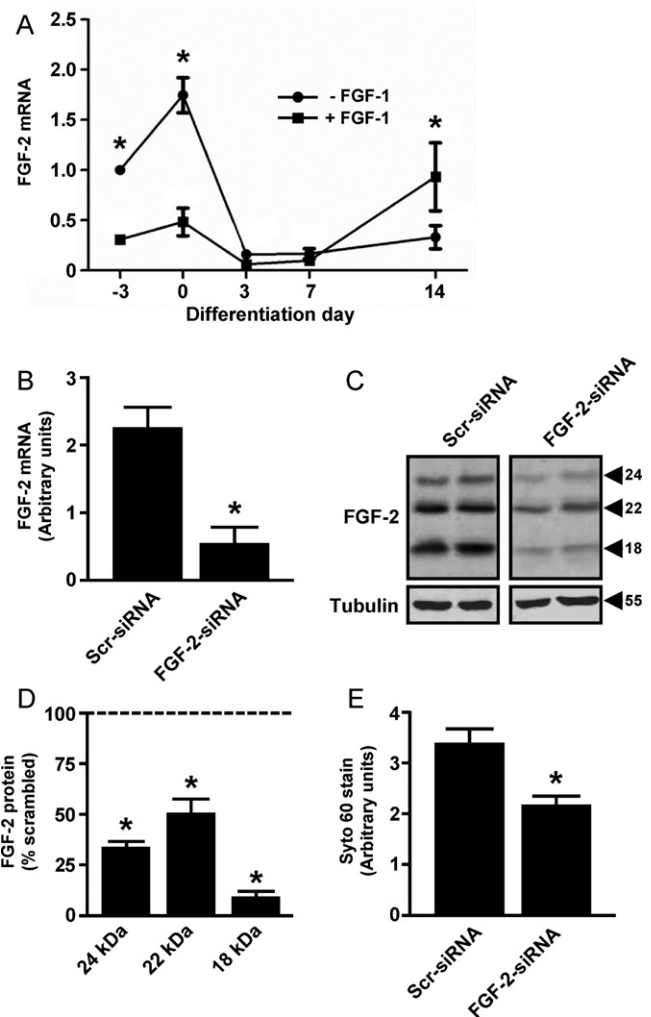 A
FGF-2 mRNA
2.5
2.0
1.5
1.0
0.5
0
*
*
*
- FGF-1
+ FGF-1
-3 0 3 7 14
Differentiation day
B
FGF-2 mRNA
(Arbitrary units)
3
2
1
0
*
Scr-siRNA
FGF-2-siRNA
C
Scr-siRNA
FGF-2-siRNA
FGF-2
24
22
18
Tubulin
55
D
FGF-2 protein
(% scrambled)
100
75
50
25
0
*
*
*
24 kDa
22 kDa
18 kDa
E
Syto 60 stain
(Arbitrary units)
4
3
2
1
0
*
Scr-siRNA
FGF-2-siRNA